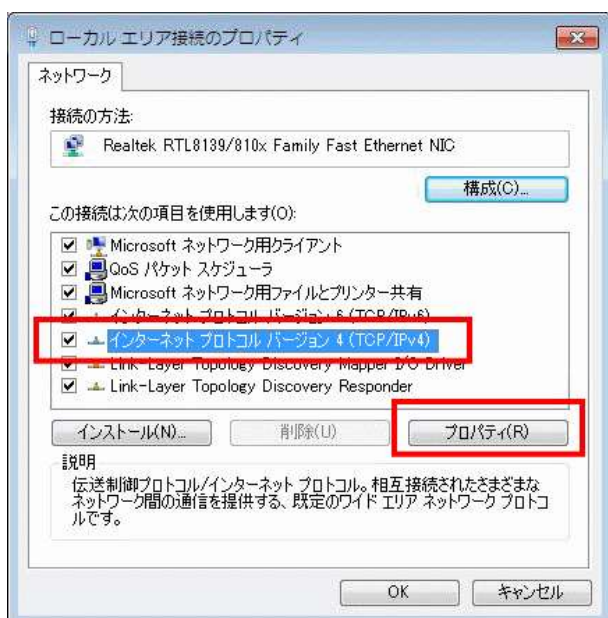 ローカル エリア接続のプロパティ
ネットワーク
接続の方法:
Realtek RTL8139/810x Family Fast Ethernet NIC
構成(C)...
この接続は次の項目を使用します(O):
Microsoft ネットワーク用クライアント
QoS パケット スケジューラ
Microsoft ネットワーク用ファイルとプリンター共有
インターネット プロトコル バージョン 6 (TCP/IPv6)
インターネット プロトコル バージョン 4 (TCP/IPv4)
Link-Layer Topology Discovery Mapper I/O Driver
Link-Layer Topology Discovery Responder
インストール(N)...
削除(U)
プロパティ(R)
説明
伝送制御プロトコル/インターネット プロトコル。相互接続されたさまざまな
ネットワーク間の通信を提供する、既定のワイド エリア ネットワーク プロトコ
ルです。
OK
キャンセル